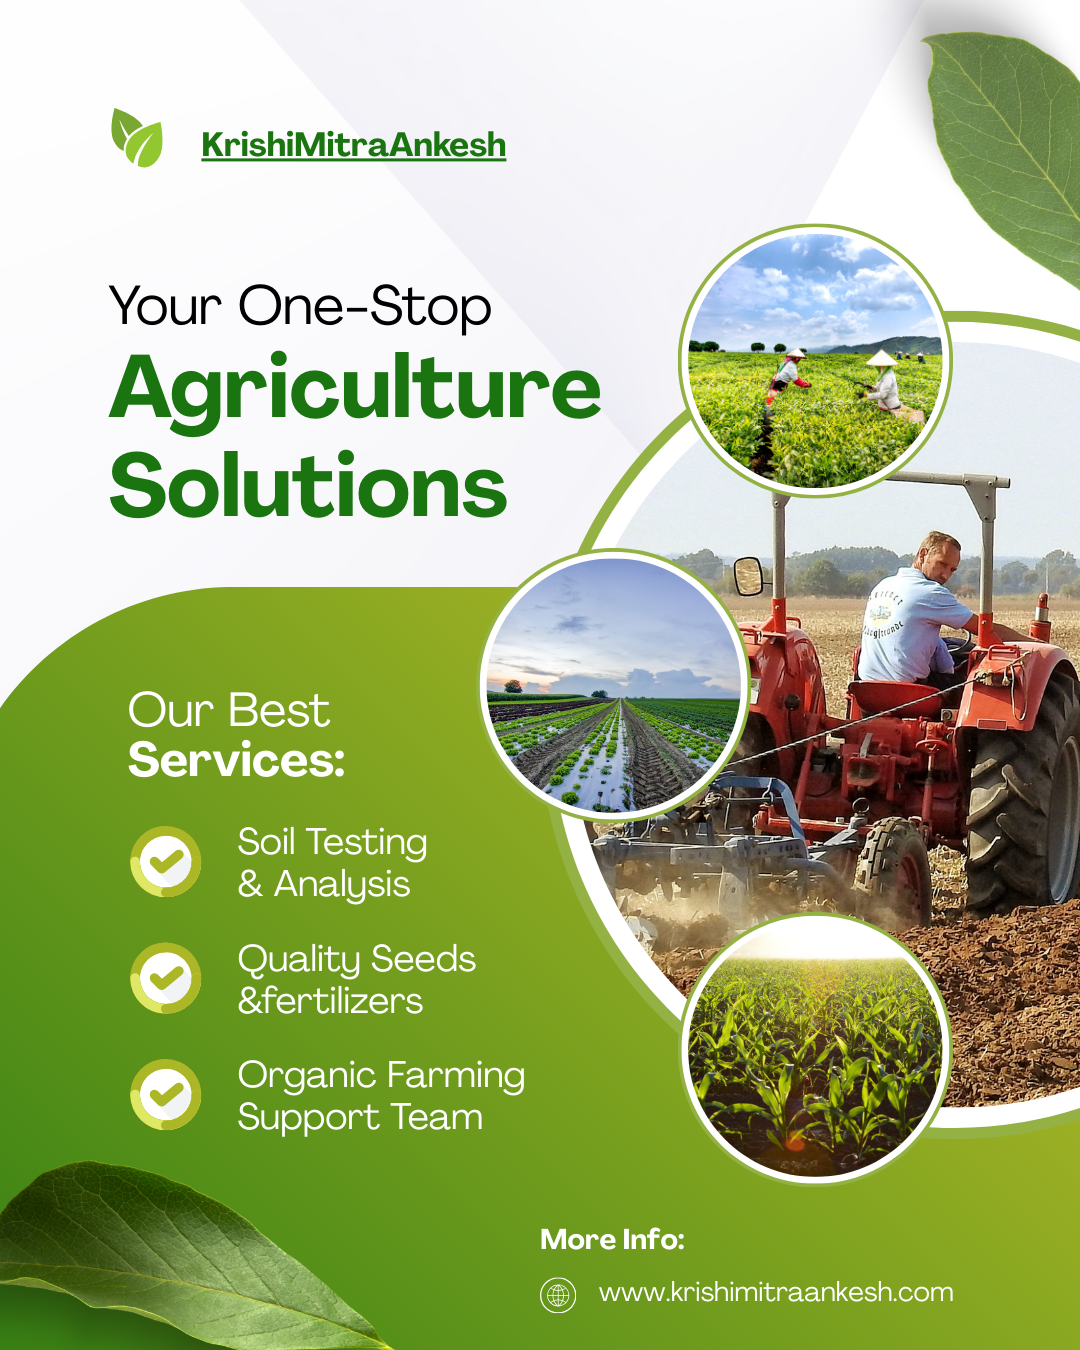 KrishiMitraAnkesh
Your One-Stop
Agriculture
Solutions
Our Best
Services:
Soil Testing
& Analysis
Quality Seeds
&fertilizers
Organic Farming
Support Team
More Info:
www.krishimitraankesh.com